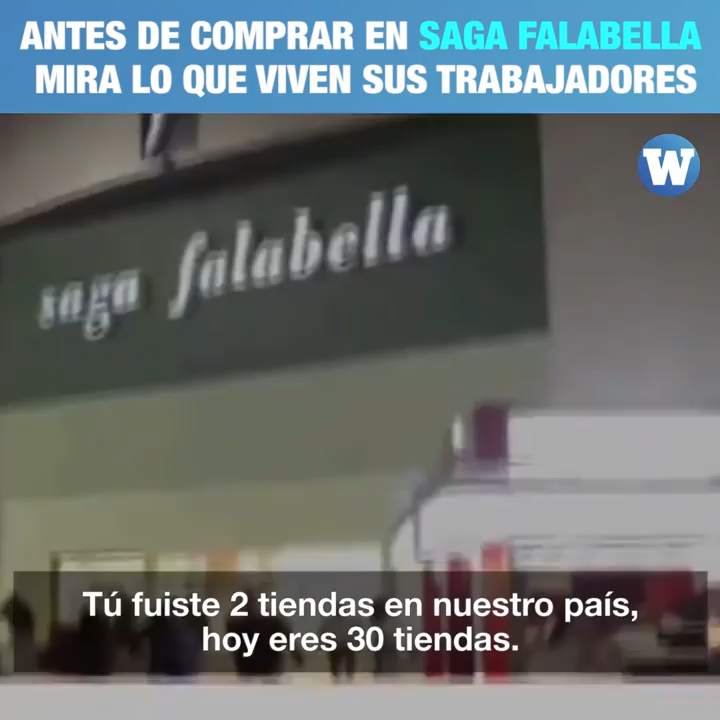 ANTES DE COMPRAR EN SAGA FALABELLA
MIRA LO QUE VIVEN SUS TRABAJADORES
W
saga falabella
Tú fuiste 2 tiendas en nuestro país,
hoy eres 30 tiendas.